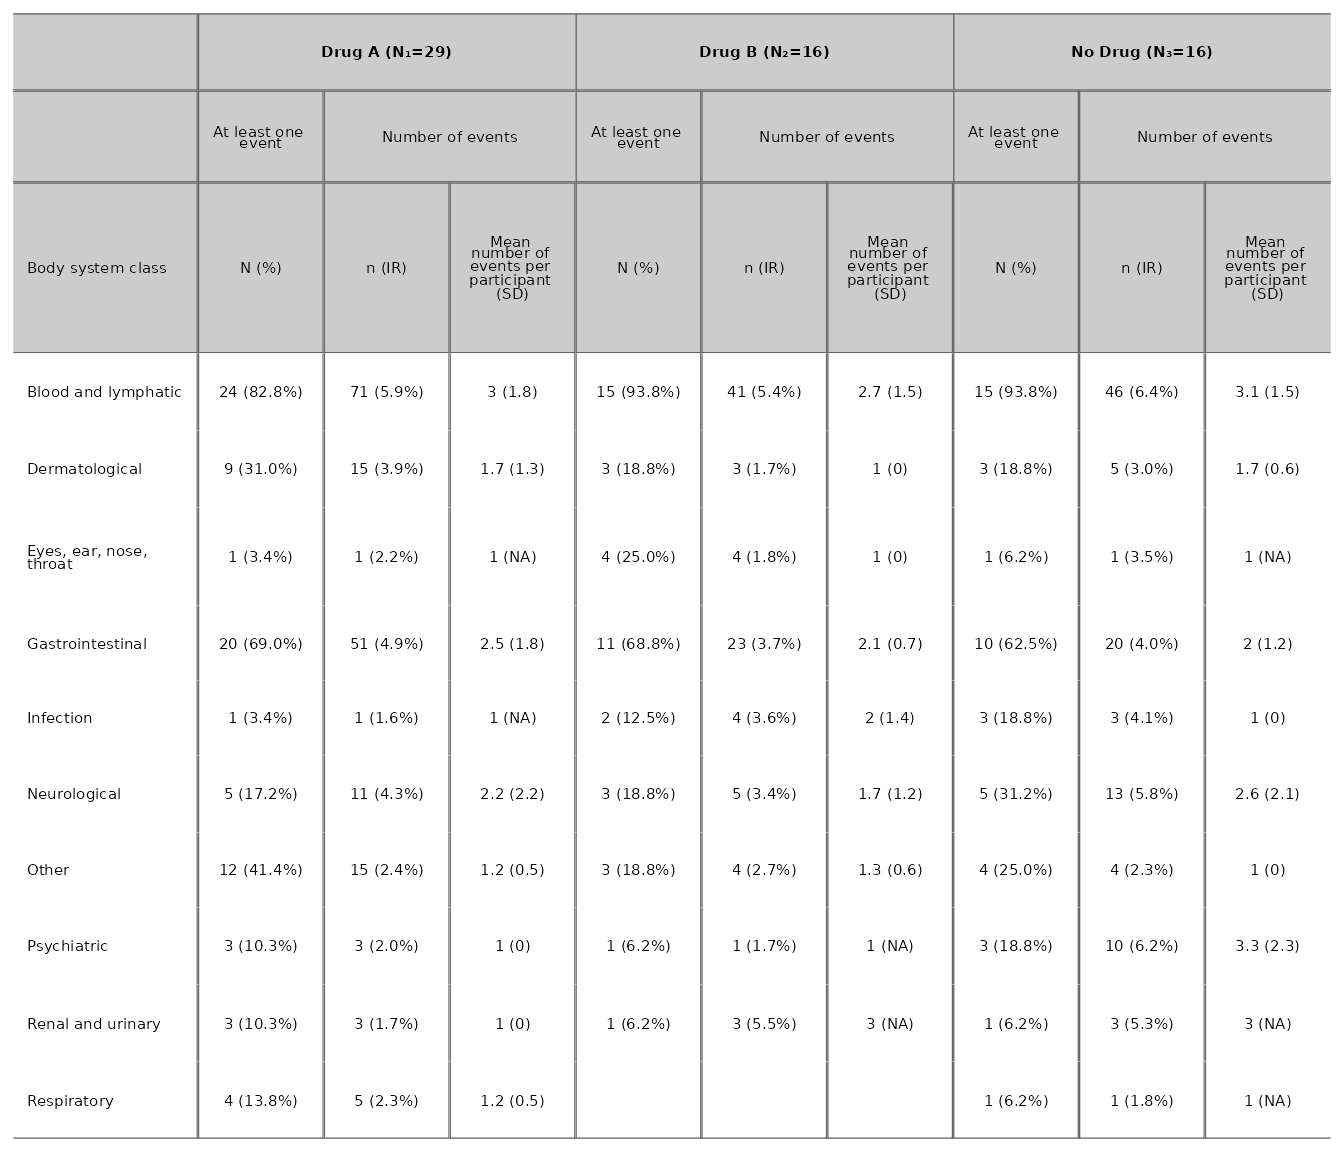 Drug A (N₁=29) Drug B (N₂=16) No Drug (N₃=16)
At least one event Number of events At least one event Number of events At least one event Number of events
Body system class N (%) n (IR) Mean number of events per participant (SD) N (%) n (IR) Mean number of events per participant (SD) N (%) n (IR) Mean number of events per participant (SD)
Blood and lymphatic 24 (82.8%) 71 (5.9%) 3 (1.8) 15 (93.8%) 41 (5.4%) 2.7 (1.5) 15 (93.8%) 46 (6.4%) 3.1 (1.5)
Dermatological 9 (31.0%) 15 (3.9%) 1.7 (1.3) 3 (18.8%) 3 (1.7%) 1 (0) 3 (18.8%) 5 (3.0%) 1.7 (0.6)
Eyes, ear, nose, throat 1 (3.4%) 1 (2.2%) 1 (NA) 4 (25.0%) 4 (1.8%) 1 (0) 1 (6.2%) 1 (3.5%) 1 (NA)
Gastrointestinal 20 (69.0%) 51 (4.9%) 2.5 (1.8) 11 (68.8%) 23 (3.7%) 2.1 (0.7) 10 (62.5%) 20 (4.0%) 2 (1.2)
Infection 1 (3.4%) 1 (1.6%) 1 (NA) 2 (12.5%) 4 (3.6%) 2 (1.4) 3 (18.8%) 3 (4.1%) 1 (0)
Neurological 5 (17.2%) 11 (4.3%) 2.2 (2.2) 3 (18.8%) 5 (3.4%) 1.7 (1.2) 5 (31.2%) 13 (5.8%) 2.6 (2.1)
Other 12 (41.4%) 15 (2.4%) 1.2 (0.5) 3 (18.8%) 4 (2.7%) 1.3 (0.6) 4 (25.0%) 4 (2.3%) 1 (0)
Psychiatric 3 (10.3%) 3 (2.0%) 1 (0) 1 (6.2%) 1 (1.7%) 1 (NA) 3 (18.8%) 10 (6.2%) 3.3 (2.3)
Renal and urinary 3 (10.3%) 3 (1.7%) 1 (0) 1 (6.2%) 3 (5.5%) 3 (NA) 1 (6.2%) 3 (5.3%) 3 (NA)
Respiratory 4 (13.8%) 5 (2.3%) 1.2 (0.5) 1 (6.2%) 1 (1.8%) 1 (NA)